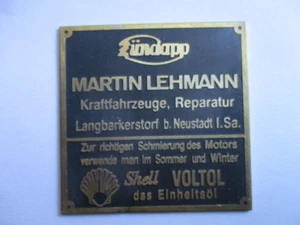 Zündapp
MARTIN LEHMANN
Kraftfahrzeuge, Reparatur
Langbarkerstorf b. Neustadt I. Sa.
Zur richtigen Schmierung des Motors
verwende man im Sommer und Winter
Shell VOLTOL
das Einheitsöl